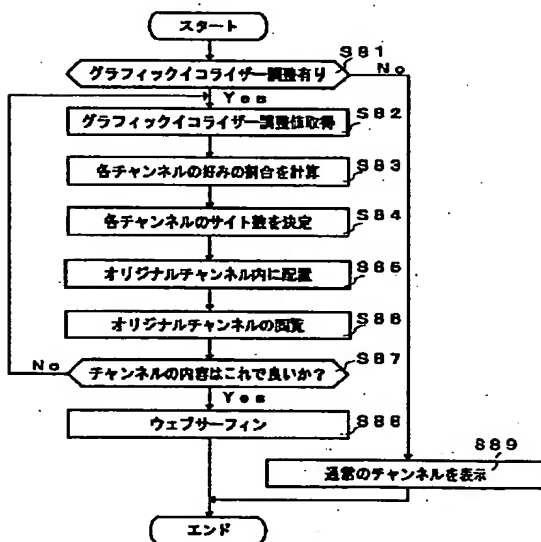 スタート
S81
グラフィックイコライザー調整有り
No
Yes
S82
グラフィックイコライザー調整値取得
S83
各チャンネルの好みの割合を計算
S84
各チャンネルのサイト数を決定
S85
オリジナルチャンネル内に配置
S86
オリジナルチャンネルの閲覧
S87
No
チャンネルの内容はこれで良いか?
Yes
S88
ウェブサーフィン
S89
通常のチャンネルを表示
エンド